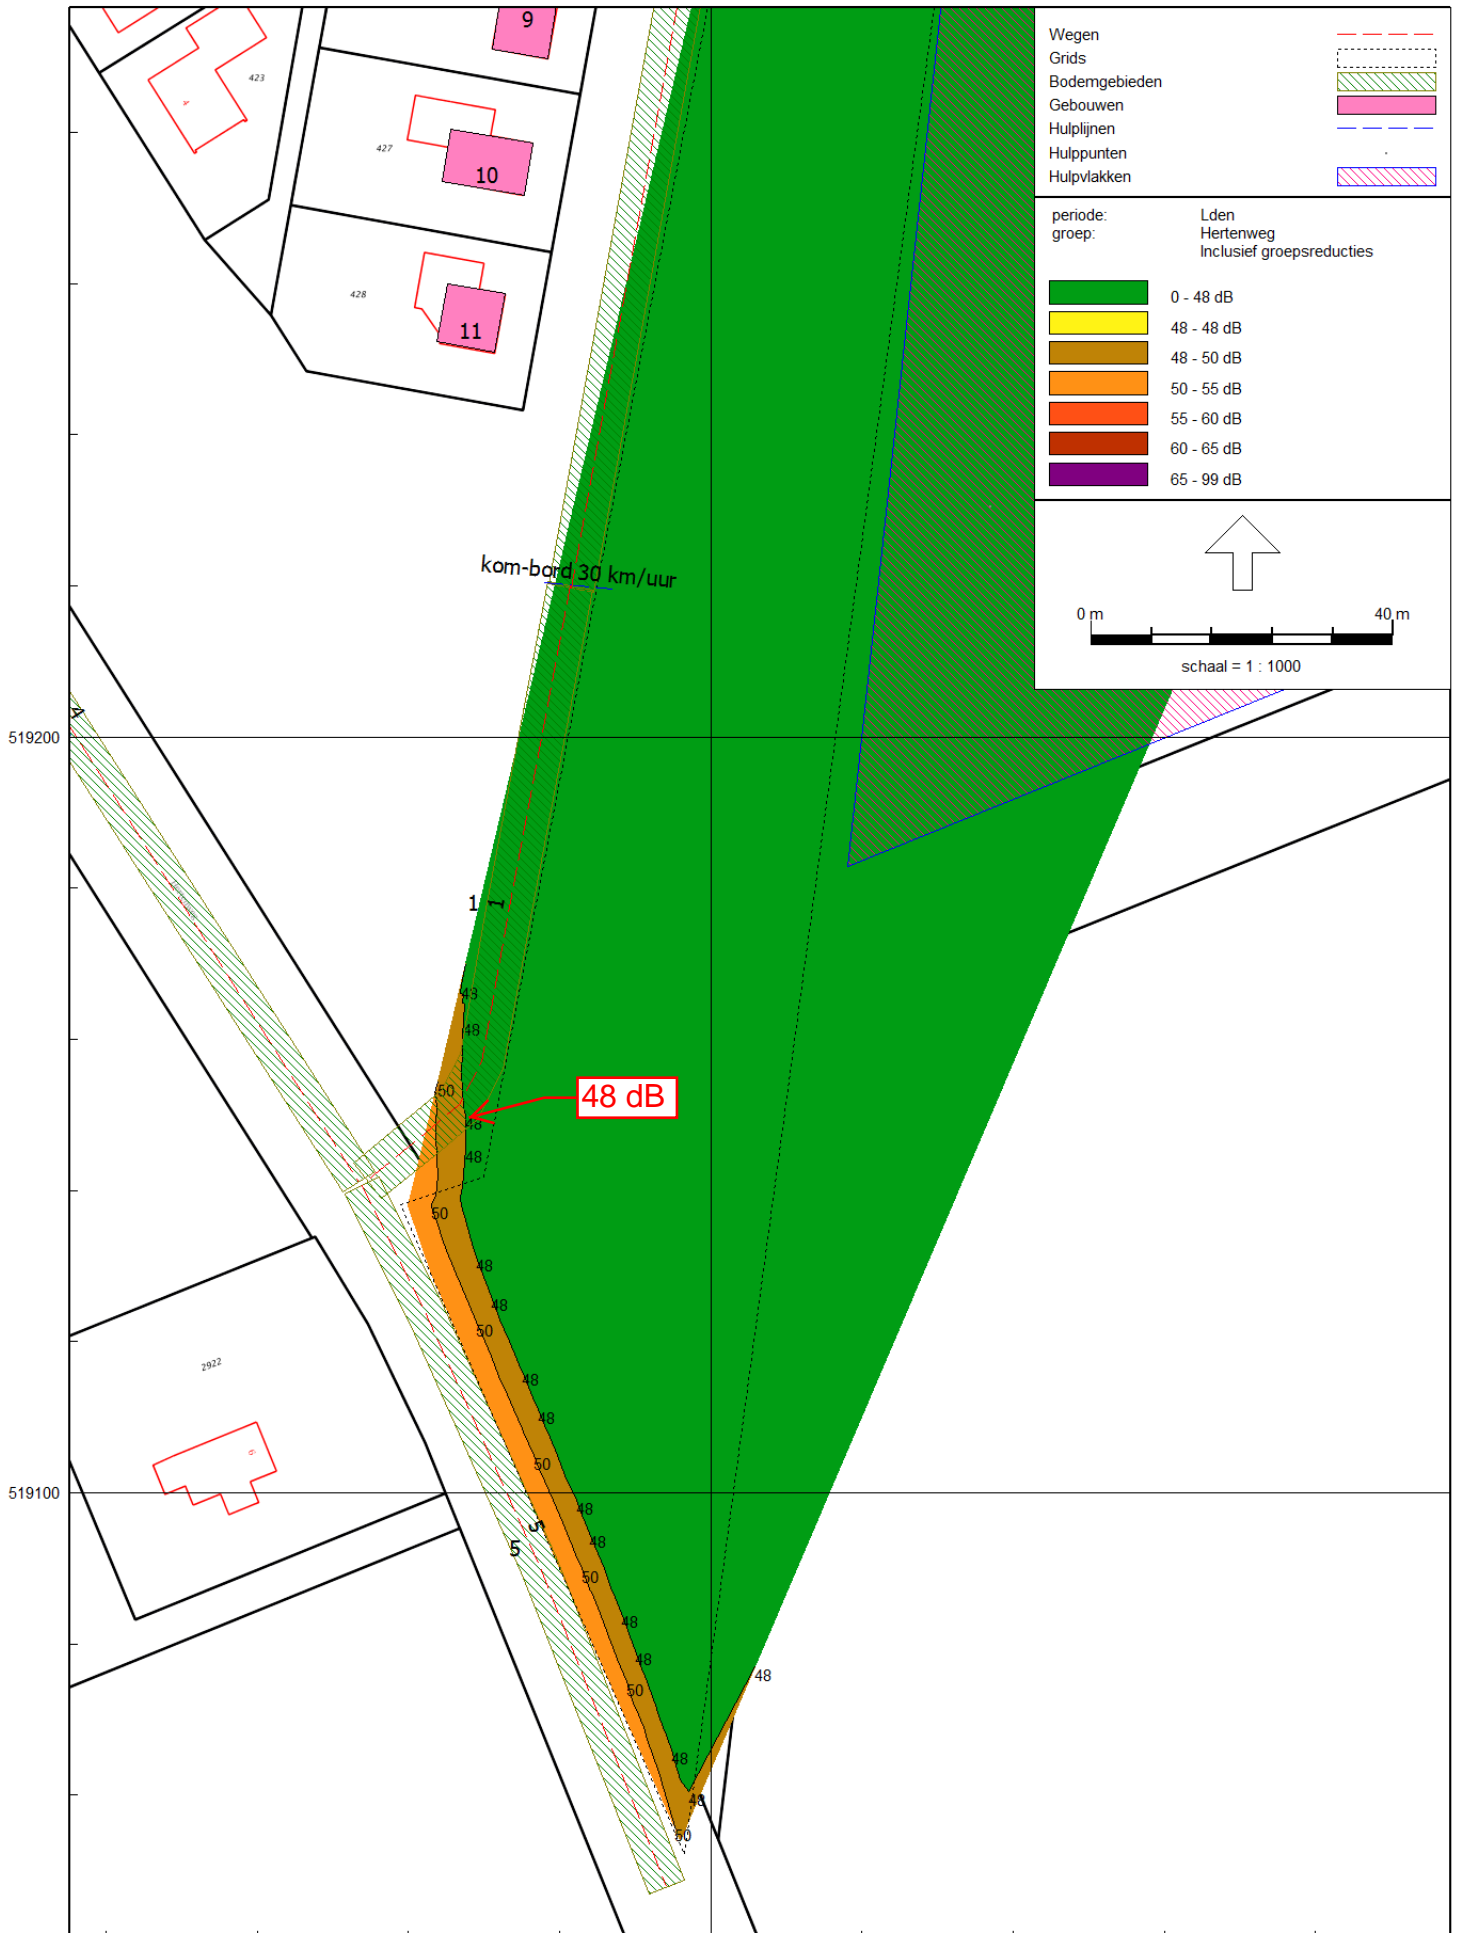 9
423
4
427
10
428
11
Wegen
Grids
Bodemgebieden
Gebouwen
Hulplijnen
Hulppunten
Hulpvlakken
periode: Lden
groep: Hertenweg
Inclusief groepsreducties
0 - 48 dB
48 - 48 dB
48 - 50 dB
50 - 55 dB
55 - 60 dB
60 - 65 dB
65 - 99 dB
0 m 40 m
schaal = 1 : 1000
kom-bord 30 km/uur
4
519200
1 1
48
50
48 dB
48
48
50
48
48
50
2922
48
48
6
50
519100
48
5
5
48
50
48
48
50
48
48
48
50